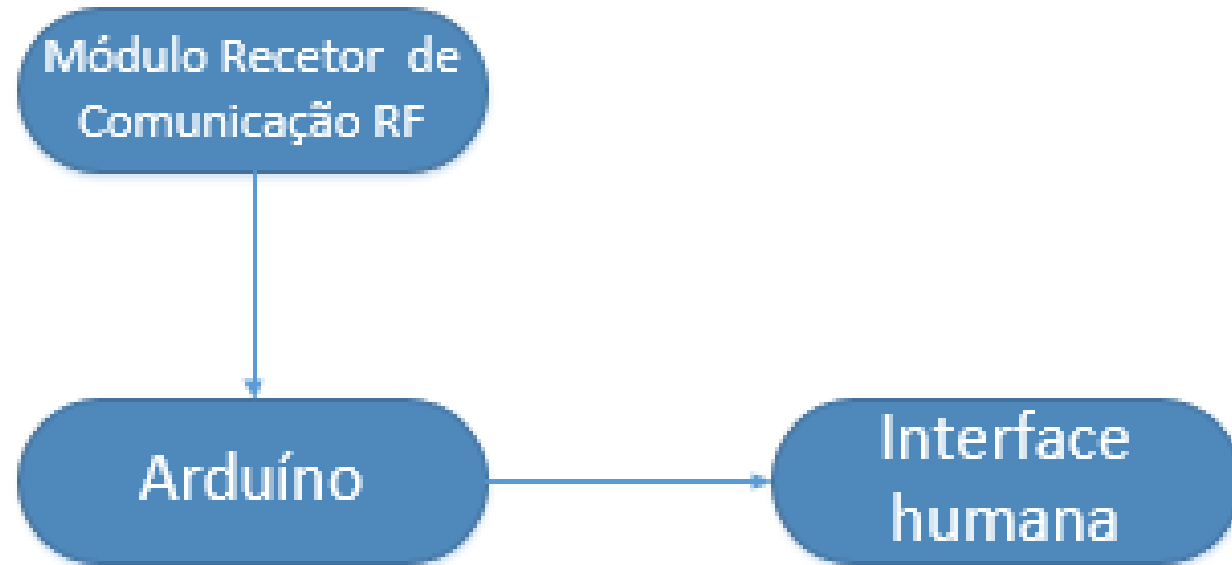 Módulo Recetor de
Comunicação RF
Arduíno
Interface
humana